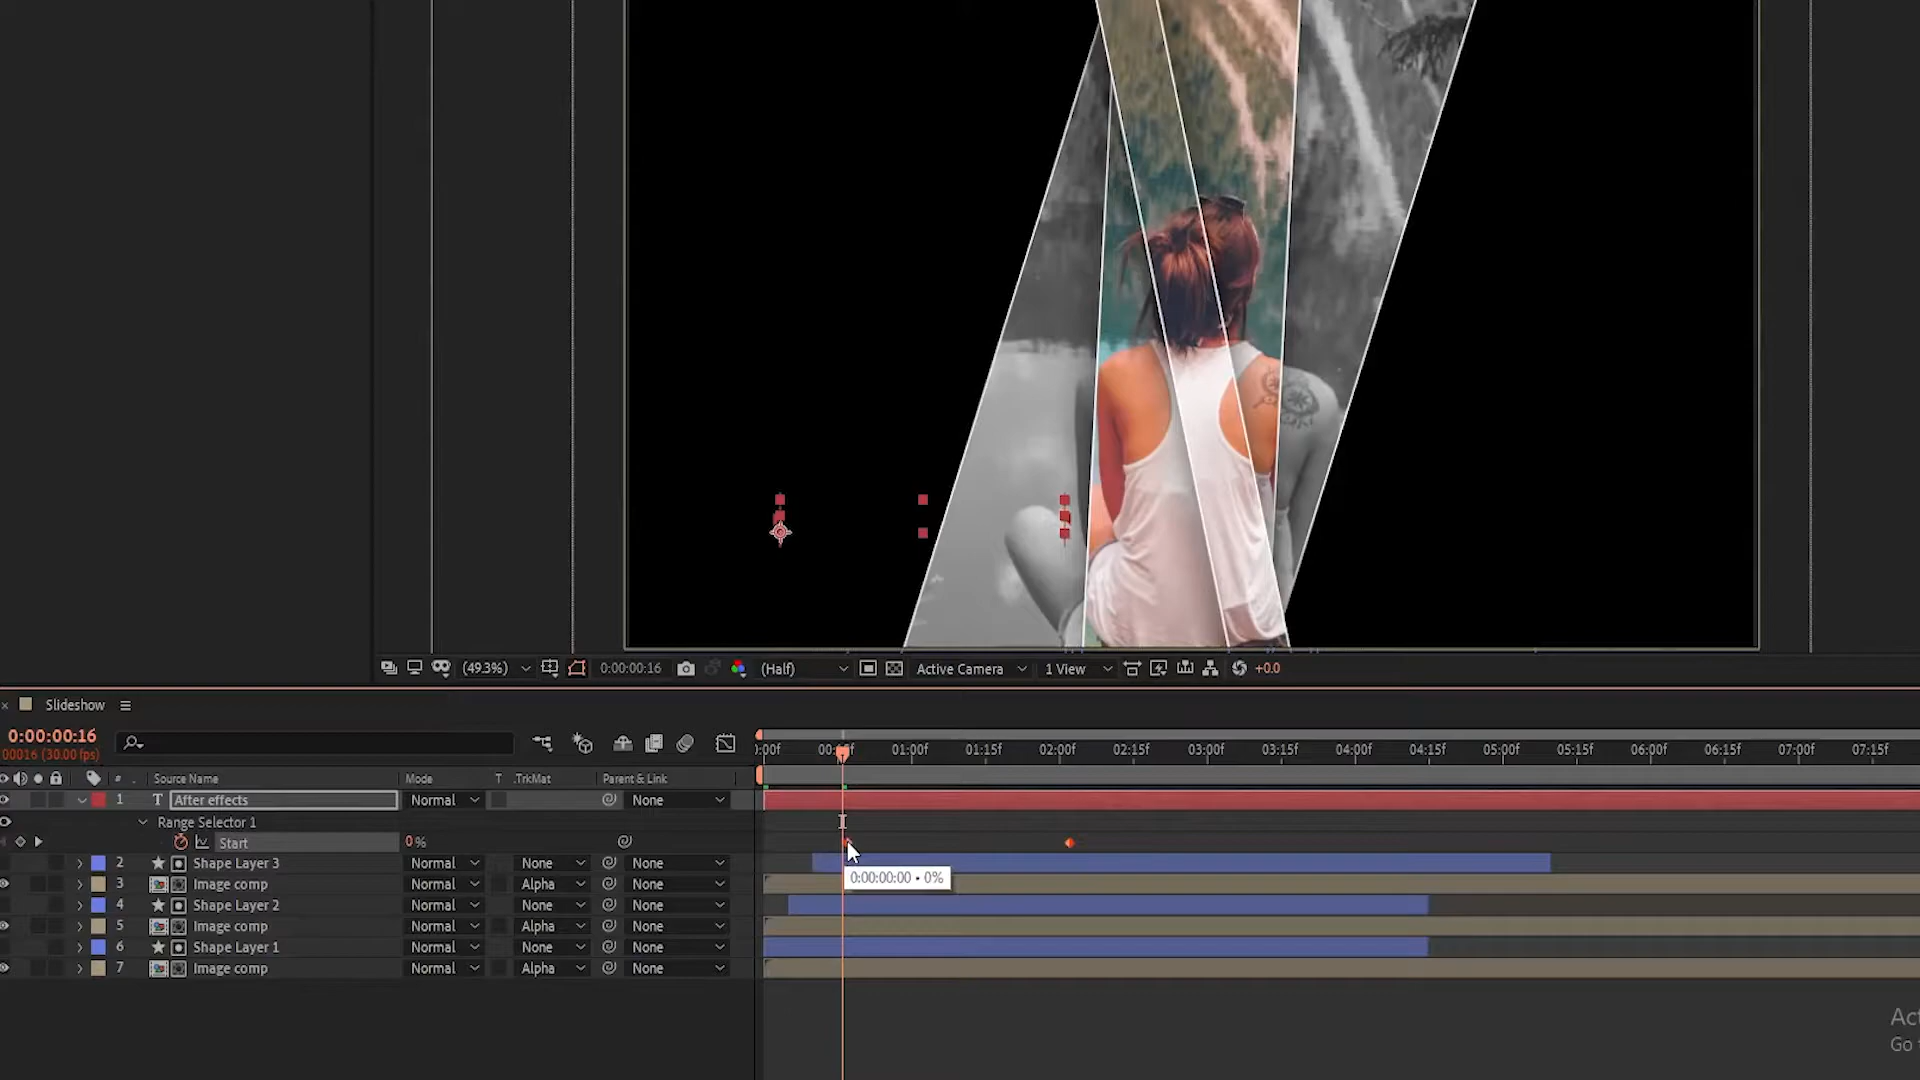 (49.3%) 0:00:00:16 (Half) Active Camera 1 View +0.0
× Slideshow
0:00:00:16
00016 (30.00 fps)
:00f 01:00f 01:15f 02:00f 02:15f 03:00f 03:15f 04:00f 04:15f 05:00f 05:15f 06:00f 06:15f 07:00f 07:15f
# Source Name Mode T .TrkMat Parent & Link
1 T After effects Normal None
Range Selector 1
Start 0%
2 Shape Layer 3 Normal None None
3 Image comp Normal Alpha None
0:00:00:00 • 0%
4 Shape Layer 2 Normal None None
5 Image comp Normal Alpha None
6 Shape Layer 1 Normal None None
7 Image comp Normal Alpha None
Act
Go